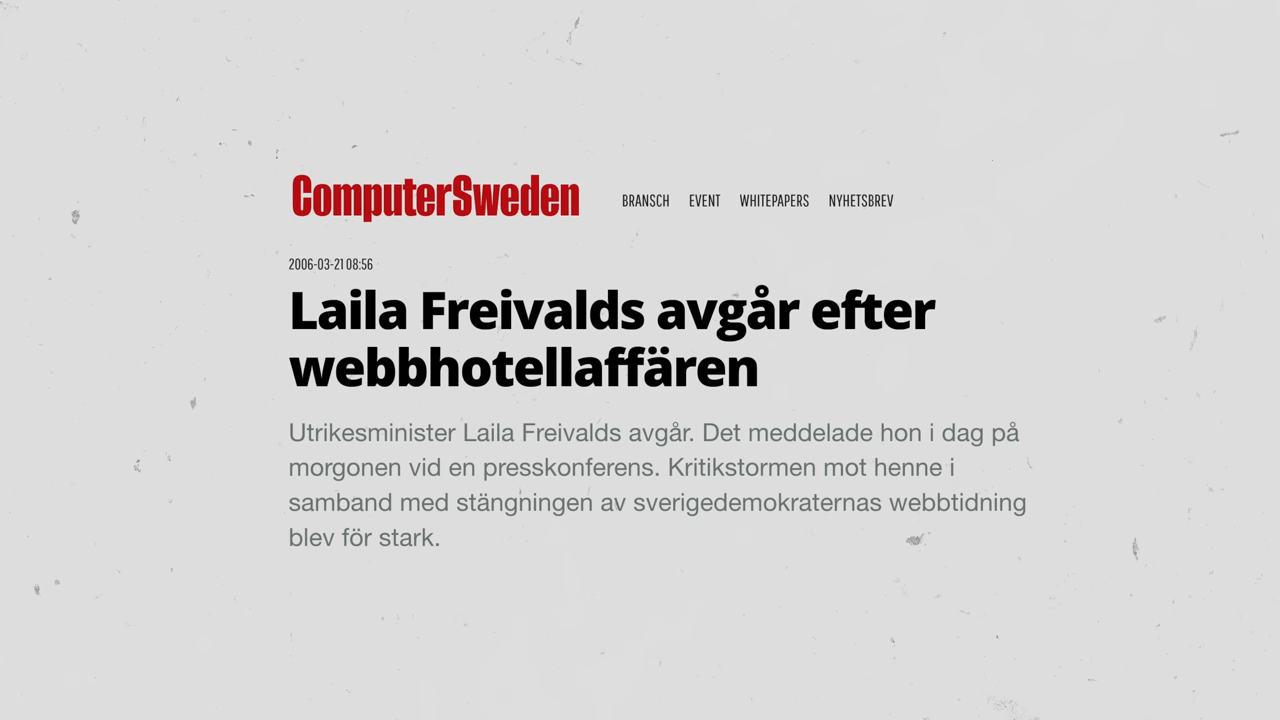 ComputerSweden
BRANSCH EVENT WHITEPAPERS NYHETSBREV
2006-03-21 08:56
Laila Freivalds avgår efter
webbhotellaffären
Utrikesminister Laila Freivalds avgår. Det meddelade hon i dag på
morgonen vid en presskonferens. Kritikstormen mot henne i
samband med stängningen av sverigedemokraternas webbtidning
blev för stark.